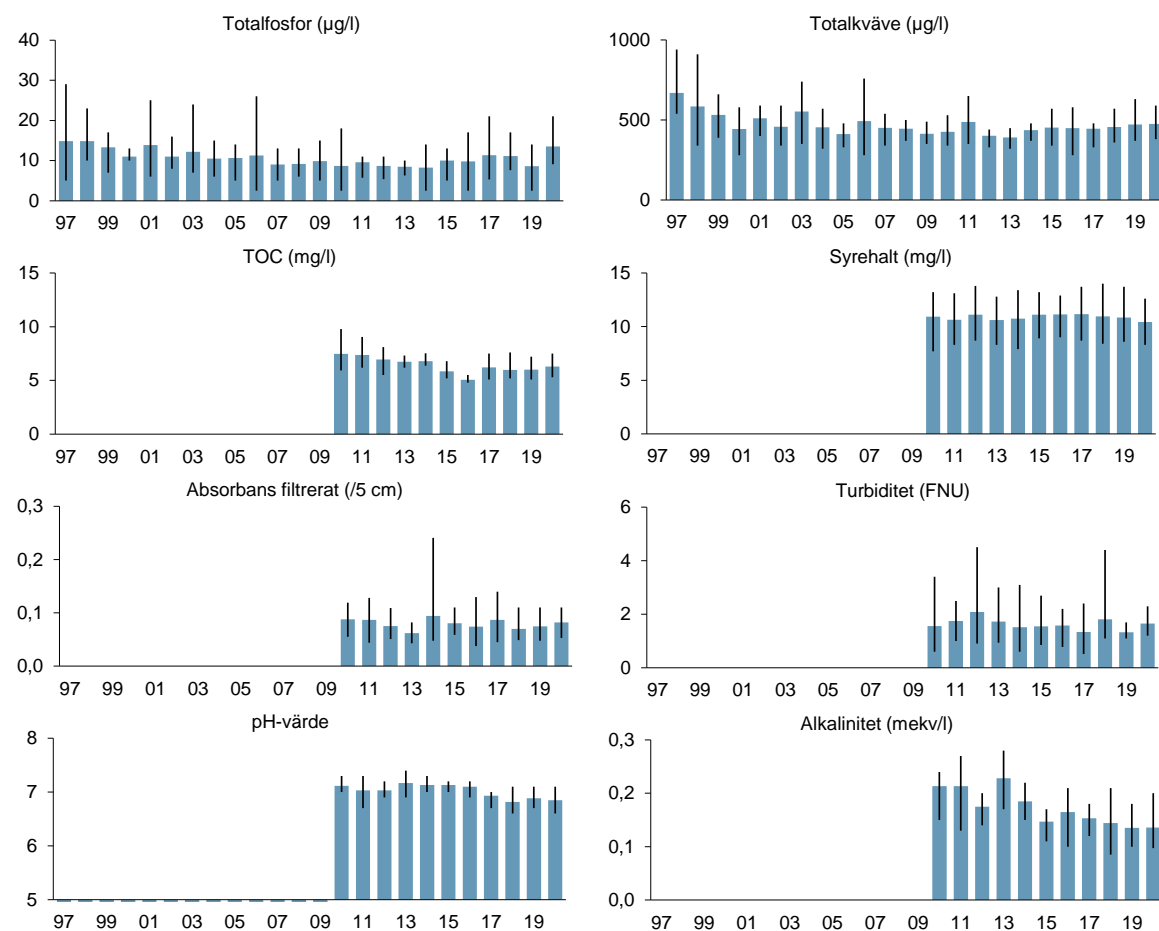 Totalfosfor (µg/l)
40
30
20
10
0
97 99 01 03 05 07 09 11 13 15 17 19
Totalkväve (µg/l)
1000
500
0
97 99 01 03 05 07 09 11 13 15 17 19
TOC (mg/l)
15
10
5
0
97 99 01 03 05 07 09 11 13 15 17 19
Syrehalt (mg/l)
15
10
5
0
97 99 01 03 05 07 09 11 13 15 17 19
Absorbans filtrerat (/5 cm)
0,3
0,2
0,1
0,0
97 99 01 03 05 07 09 11 13 15 17 19
Turbiditet (FNU)
6
4
2
0
97 99 01 03 05 07 09 11 13 15 17 19
pH-värde
8
7
6
5
97 99 01 03 05 07 09 11 13 15 17 19
Alkalinitet (mekv/l)
0,3
0,2
0,1
0,0
97 99 01 03 05 07 09 11 13 15 17 19